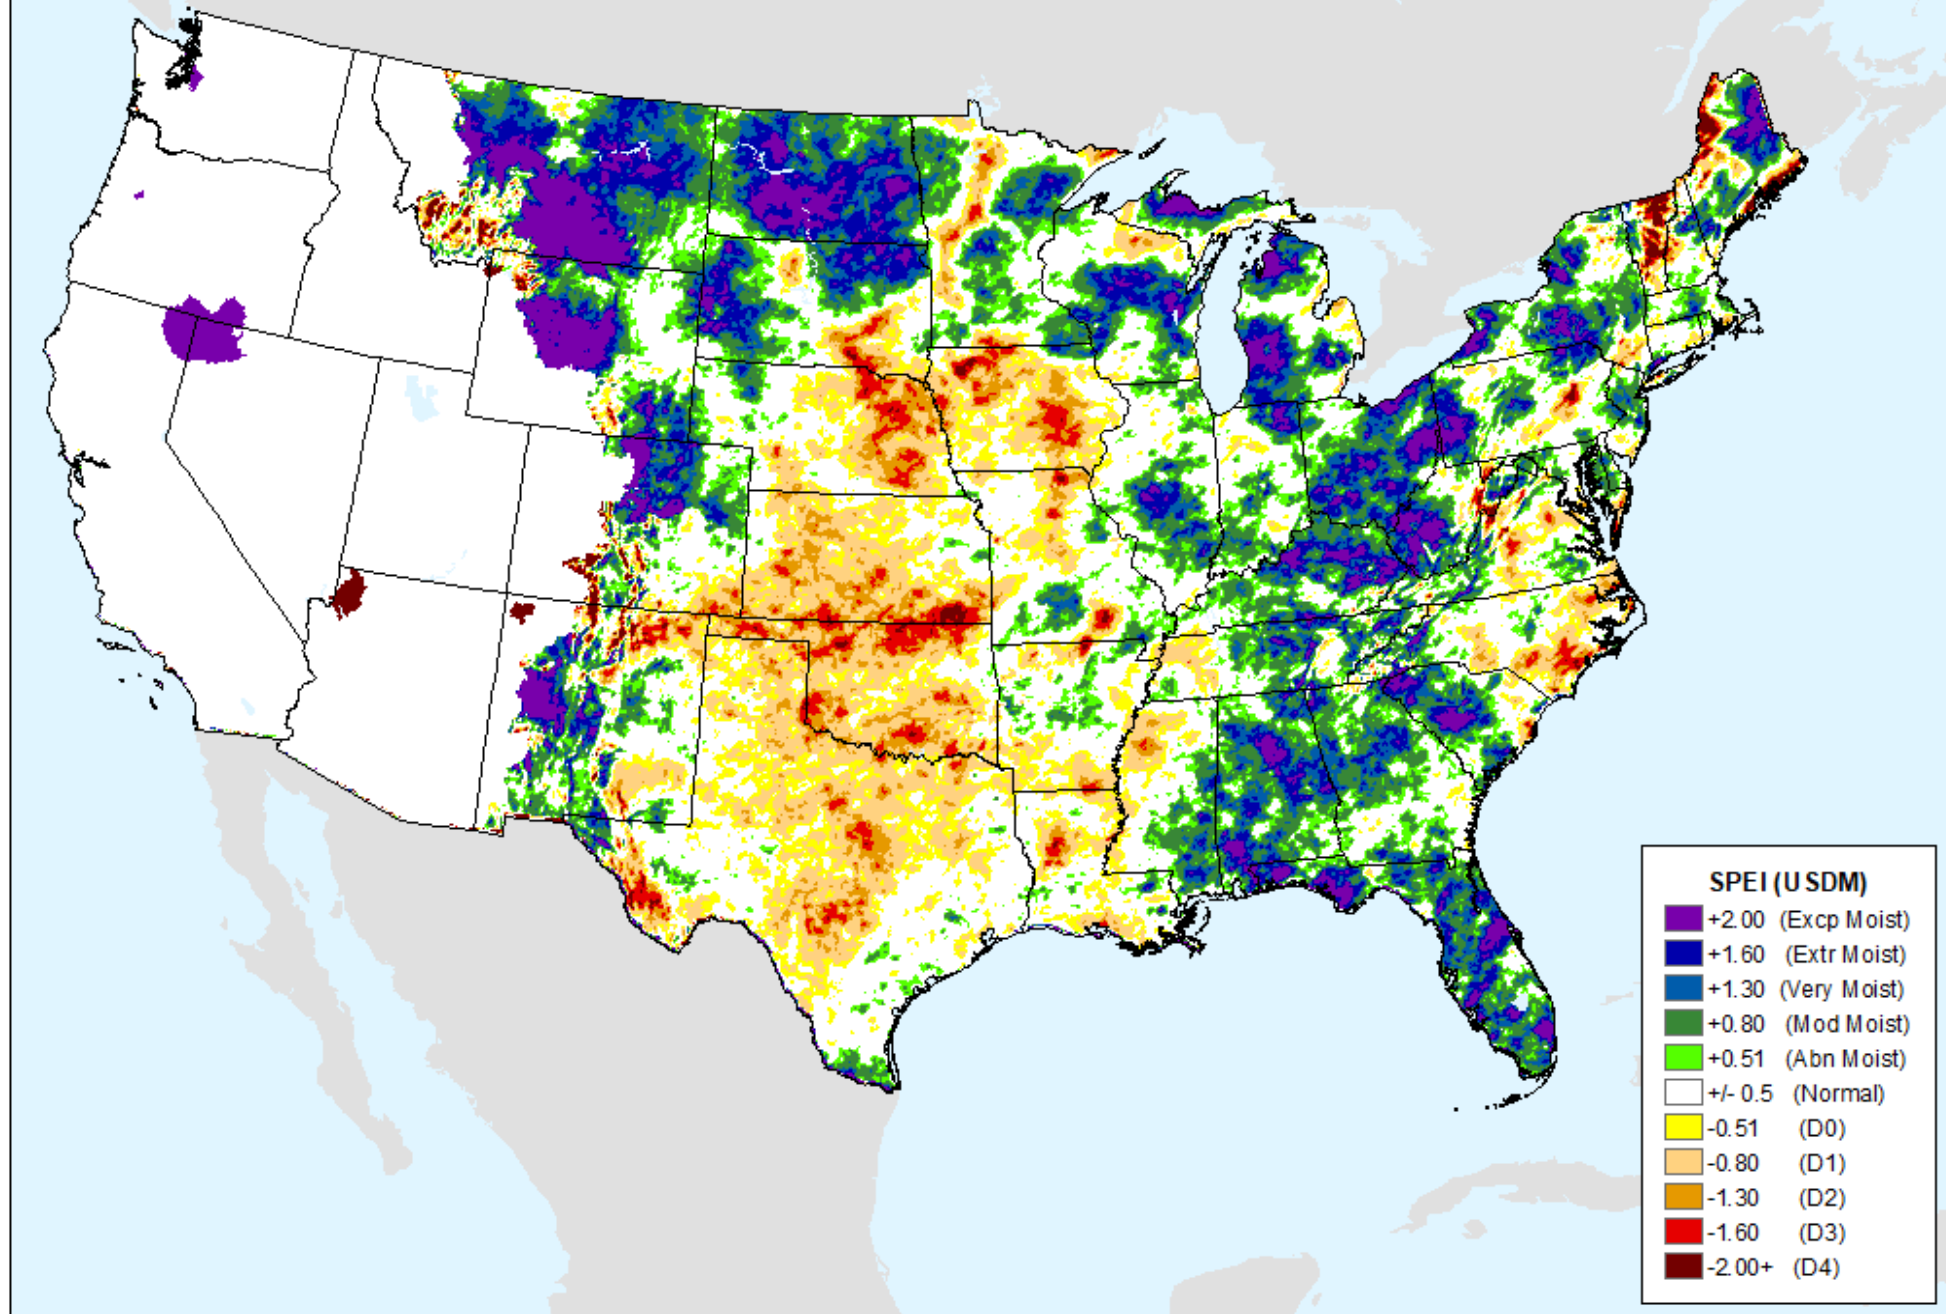 SPEI (USDM)
+2.00 (Excp Moist)
+1.60 (Extr Moist)
+1.30 (Very Moist)
+0.80 (Mod Moist)
+0.51 (Abn Moist)
+/- 0.5 (Normal)
-0.51 (D0)
-0.80 (D1)
-1.30 (D2)
-1.60 (D3)
-2.00+ (D4)